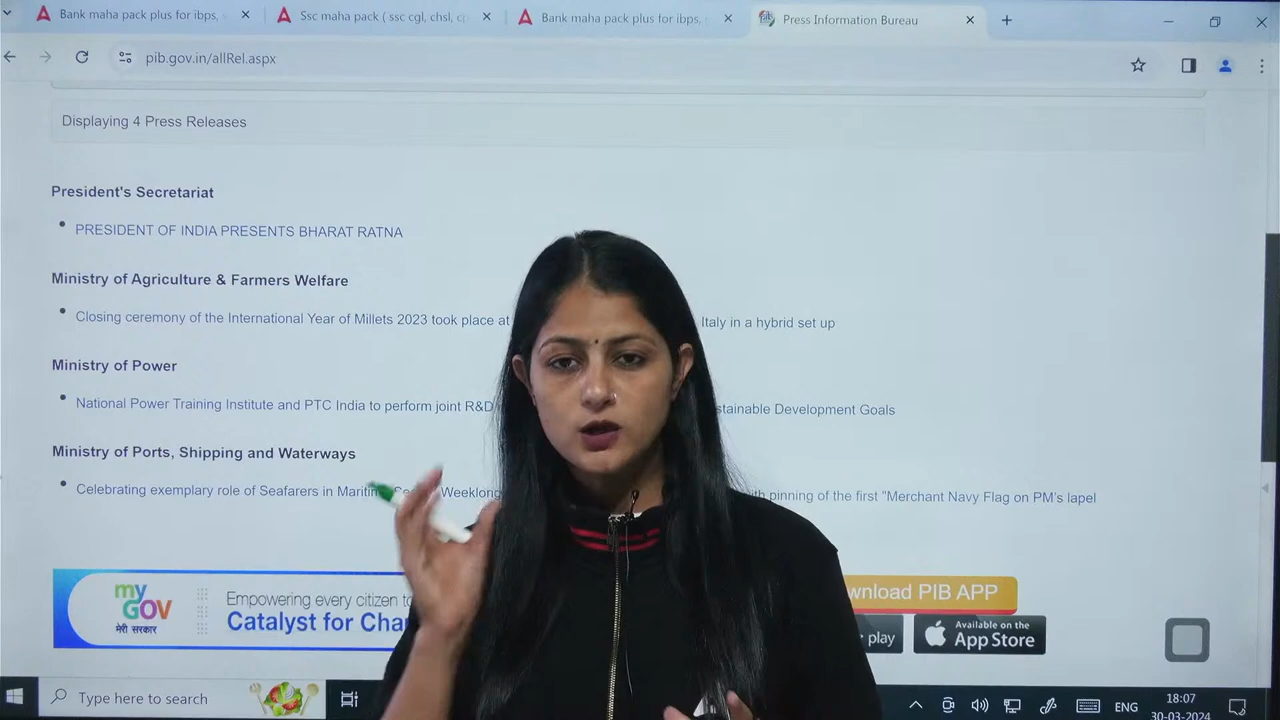 Bank maha pack plus for ibps,
Ssc maha pack ( ssc cgl, chsl,
Bank maha pack plus for ibps,
Press Information Bureau
pib.gov.in/allRel.aspx
Displaying 4 Press Releases
President's Secretariat
PRESIDENT OF INDIA PRESENTS BHARAT RATNA
Ministry of Agriculture & Farmers Welfare
Closing ceremony of the International Year of Millets 2023 took place at Italy in a hybrid set up
Ministry of Power
National Power Training Institute and PTC India to perform joint R&D stainable Development Goals
Ministry of Ports, Shipping and Waterways
Celebrating exemplary role of Seafarers in Weeklong pinning of the first "Merchant Navy Flag on PM's lapel
my
GOV
मेरी सरकार
Empowering every citizen to
Catalyst for Cha
wnload PIB APP
play
Available on the
App Store
Type here to search
ENG
18:07
30-03-2024